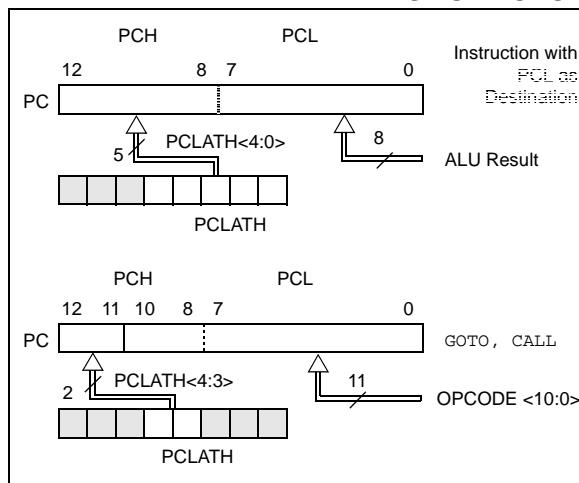 PCH PCL
12 8 7 0
Instruction with
PCL as
Destination
PC
5 PCLATH<4:0>
8
ALU Result
PCLATH
PCH PCL
12 11 10 8 7 0
PC
GOTO, CALL
2 PCLATH<4:3>
11
OPCODE <10:0>
PCLATH